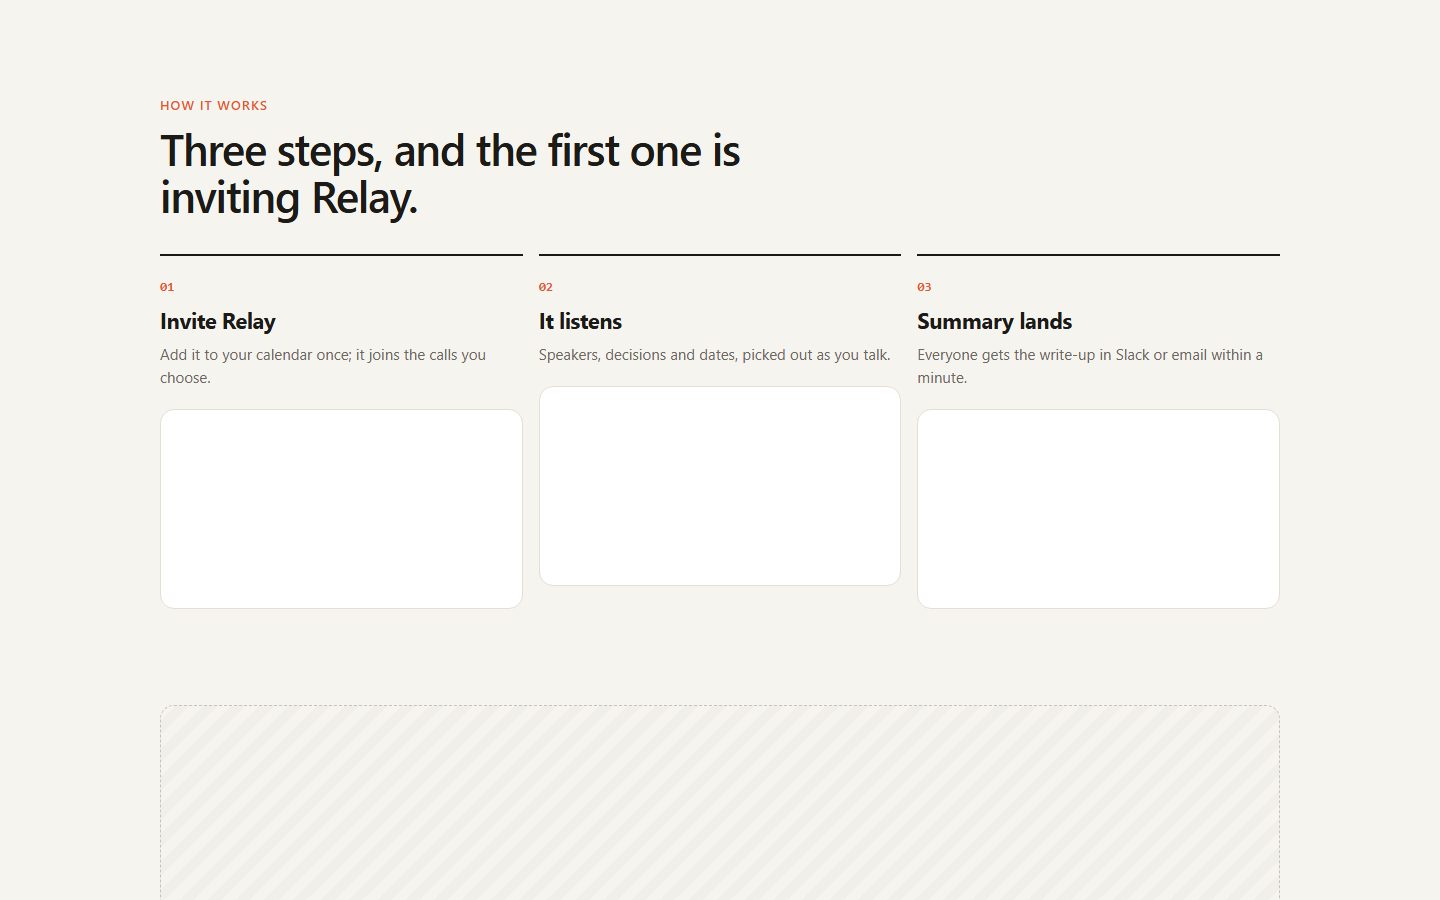 HOW IT WORKS
Three steps, and the first one is
inviting Relay.
01
Invite Relay
Add it to your calendar once; it joins the calls you
choose.
02
It listens
Speakers, decisions and dates, picked out as you talk.
03
Summary lands
Everyone gets the write-up in Slack or email within a
minute.